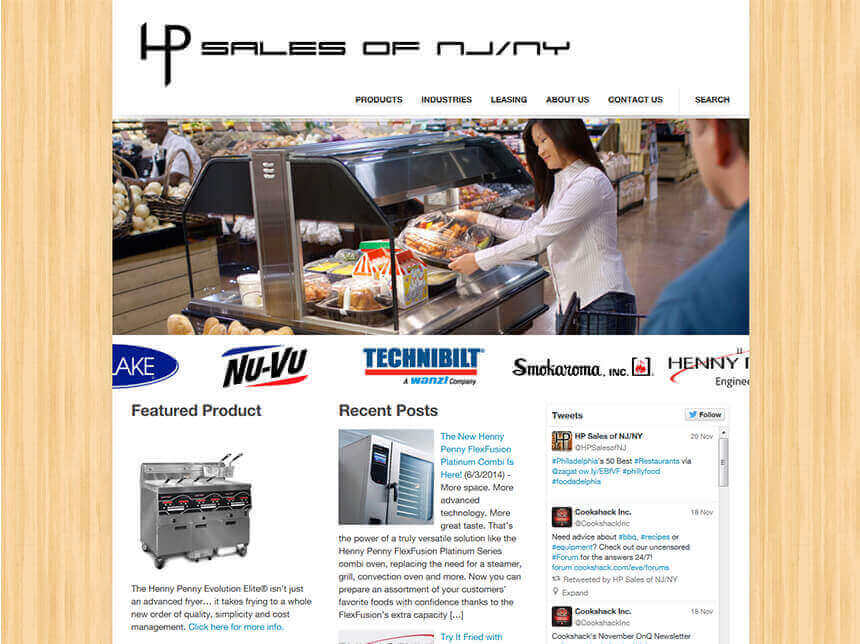 HP SALES OF NJ/NY
PRODUCTS INDUSTRIES LEASING ABOUT US CONTACT US SEARCH
LAKE
NU-VU
TECHNIBILT
A wanzl Company
Smokaroma, INC.
HENNY
Engine
Featured Product
The Henny Penny Evolution Elite® isn't just
an advanced fryer… it takes frying to a whole
new order of quality, simplicity and cost
management. Click here for more info.
Recent Posts
The New Henny
Penny FlexFusion
Platinum Combi Is
Here! (6/3/2014) -
More space. More
advanced
technology. More
great taste. That's
the power of a truly versatile solution like the
Henny Penny FlexFusion Platinum Series
combi oven, replacing the need for a steamer,
grill, convection oven and more. Now you can
prepare an assortment of your customers'
favorite foods with confidence thanks to the
FlexFusion's extra capacity […]
Try It Fried with
Tweets
Follow
HP Sales of NJ/NY 20 Nov
@HPSalesofNJ
#Philadelphia's 50 Best #Restaurants via
@zagat ow.ly/EBfVF #phillyfood
#foodadelphia
Cookshack Inc. 18 Nov
@CookshackInc
Need advice about #bbq, #recipes or
#equipment? Check out our uncensored
#Forum for the answers 24/7!
forum.cookshack.com/eve/forums
Retweeted by HP Sales of NJ/NY
Expand
Cookshack Inc. 18 Nov
@CookshackInc
Cookshack's November OnQ Newsletter